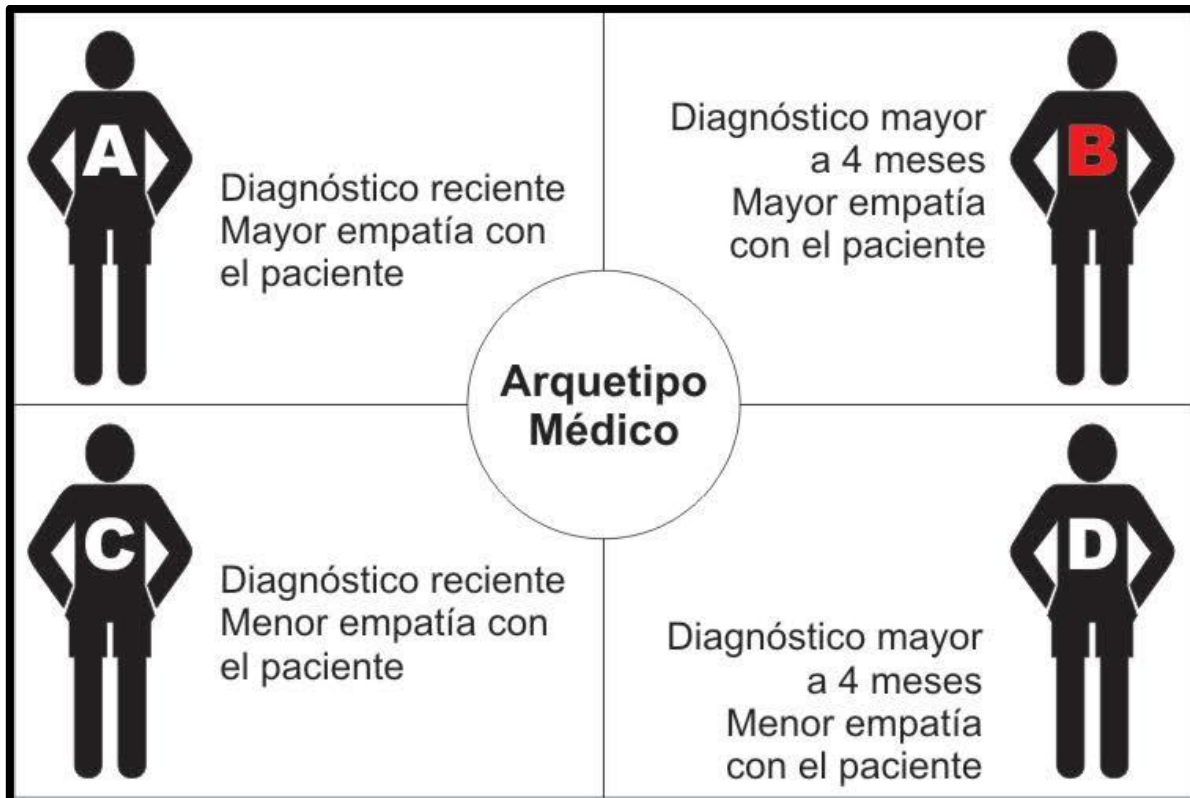 A
Diagnóstico reciente
Mayor empatía con
el paciente
Diagnóstico mayor
a 4 meses
Mayor empatía
con el paciente
B
Arquetipo
Médico
C
Diagnóstico reciente
Menor empatía con
el paciente
Diagnóstico mayor
a 4 meses
Menor empatía
con el paciente
D